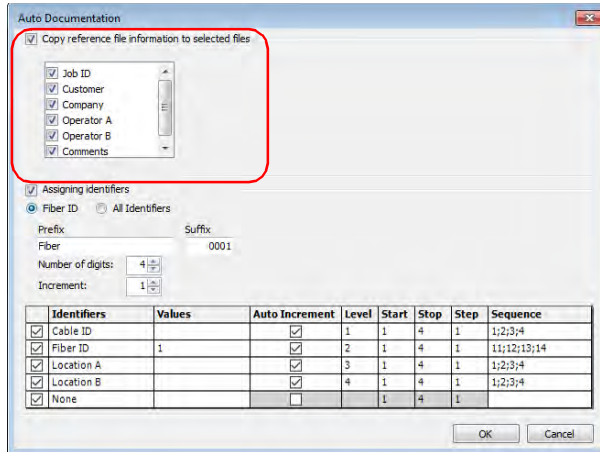 Auto Documentation
Copy reference file information to selected files
Job ID
Customer
Company
Operator A
Operator B
Comments
Assigning identifiers
Fiber ID All Identifiers
Prefix Suffix
Fiber 0001
Number of digits: 4
Increment: 1
Identifiers Values Auto Increment Level Start Stop Step Sequence
Cable ID 1 1 4 1 1;2;3;4
Fiber ID 1 2 1 4 1 11;12;13;14
Location A 3 1 4 1 1;2;3;4
Location B 4 1 4 1 1;2;3;4
None 1 4 1
OK Cancel